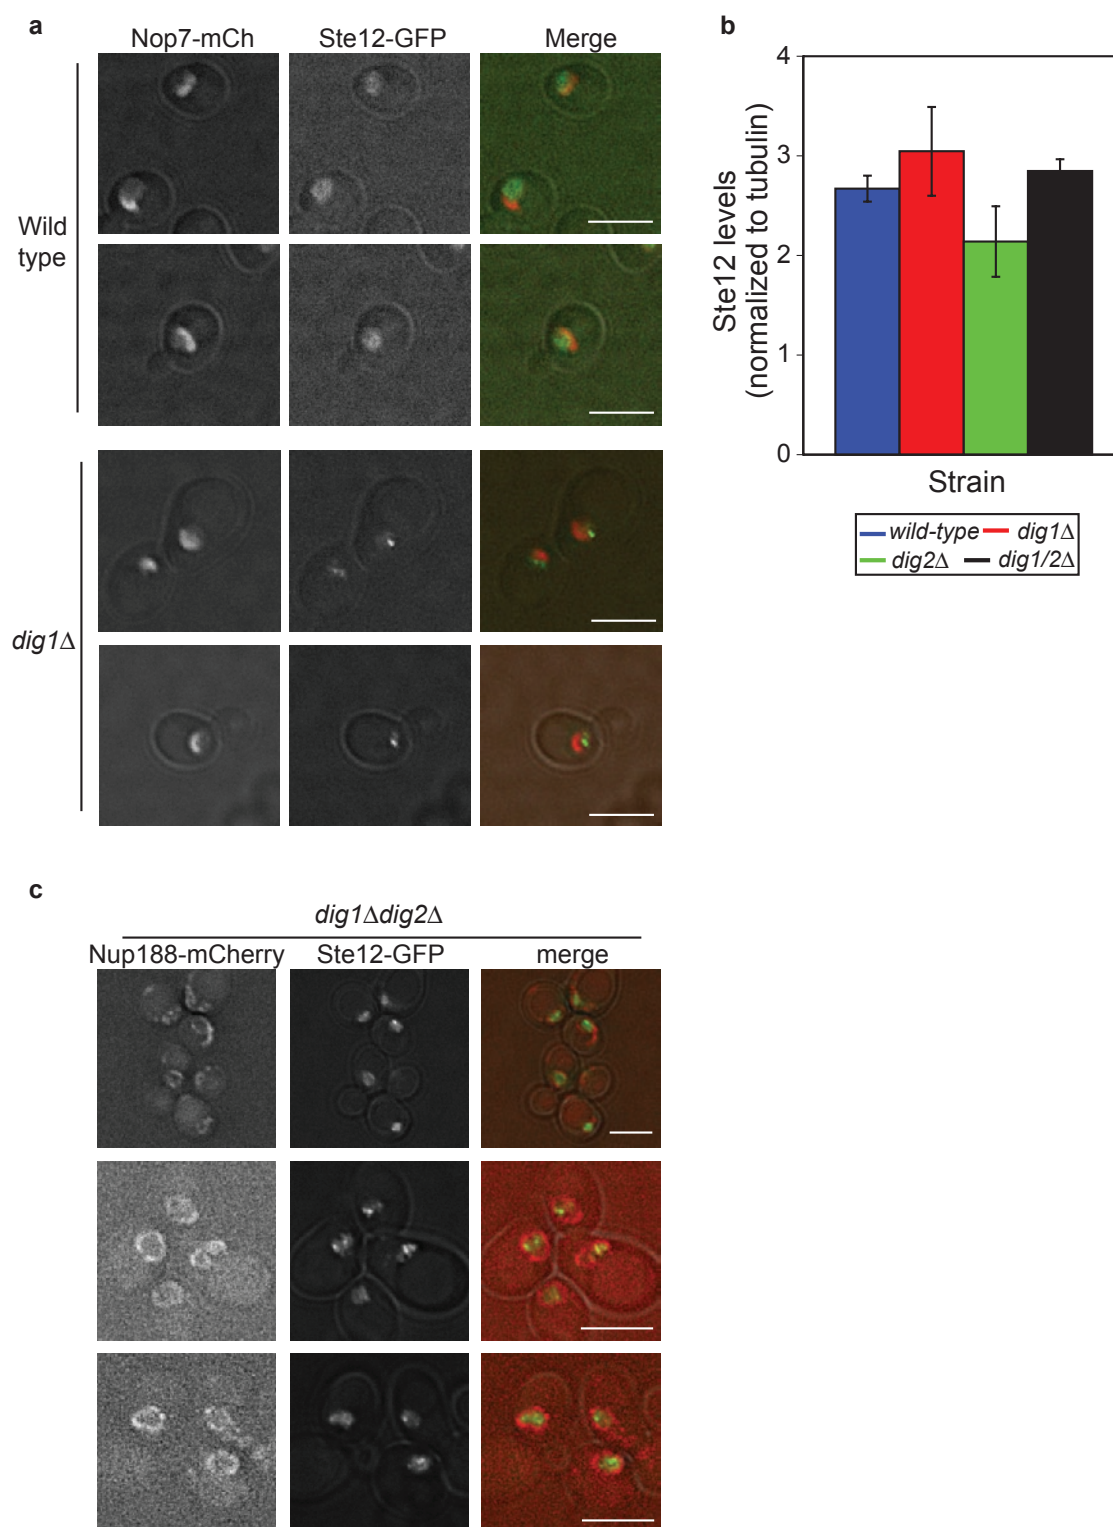 a
Nop7-mCh Ste12-GFP Merge
Wild
type
dig1Δ
b
Ste12 levels
(normalized to tubulin)
4
3
2
1
0
Strain
wild-type dig1Δ
dig2Δ dig1/2Δ
c
dig1Δdig2Δ
Nup188-mCherry Ste12-GFP merge